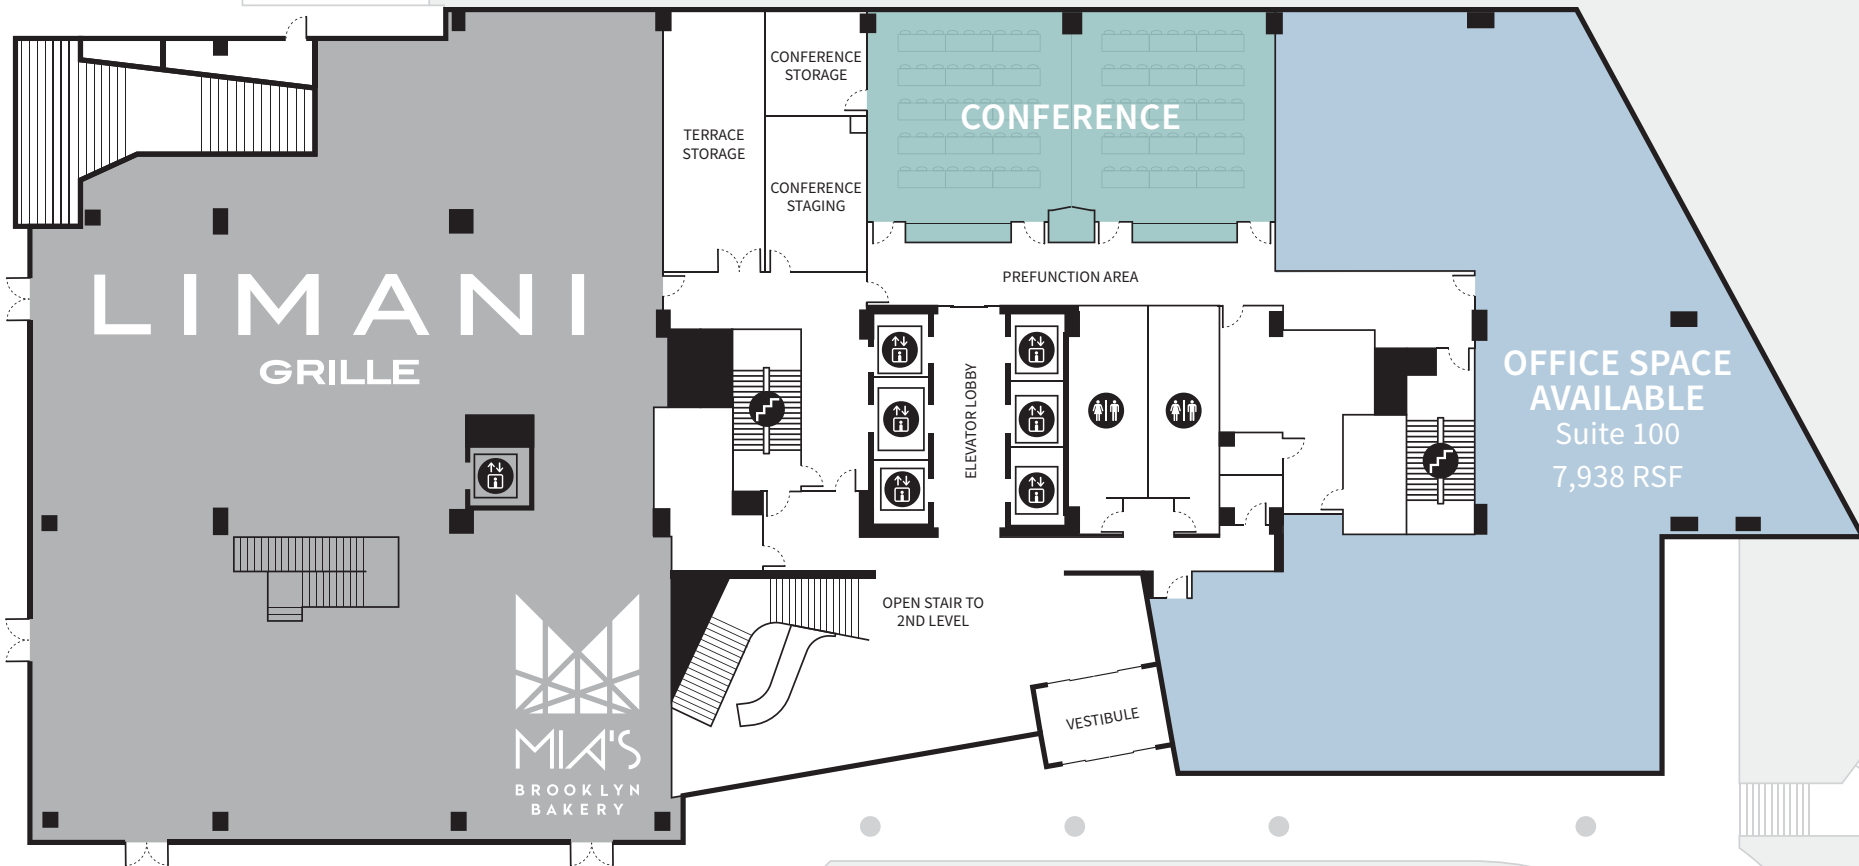 CONFERENCE
STORAGE
TERRACE
STORAGE
CONFERENCE
CONFERENCE
STAGING
PREFUNCTION AREA
LIMANI
GRILLE
ELEVATOR LOBBY
OFFICE SPACE
AVAILABLE
Suite 100
7,938 RSF
OPEN STAIR TO
2ND LEVEL
VESTIBULE
MIA'S
BROOKLYN
BAKERY